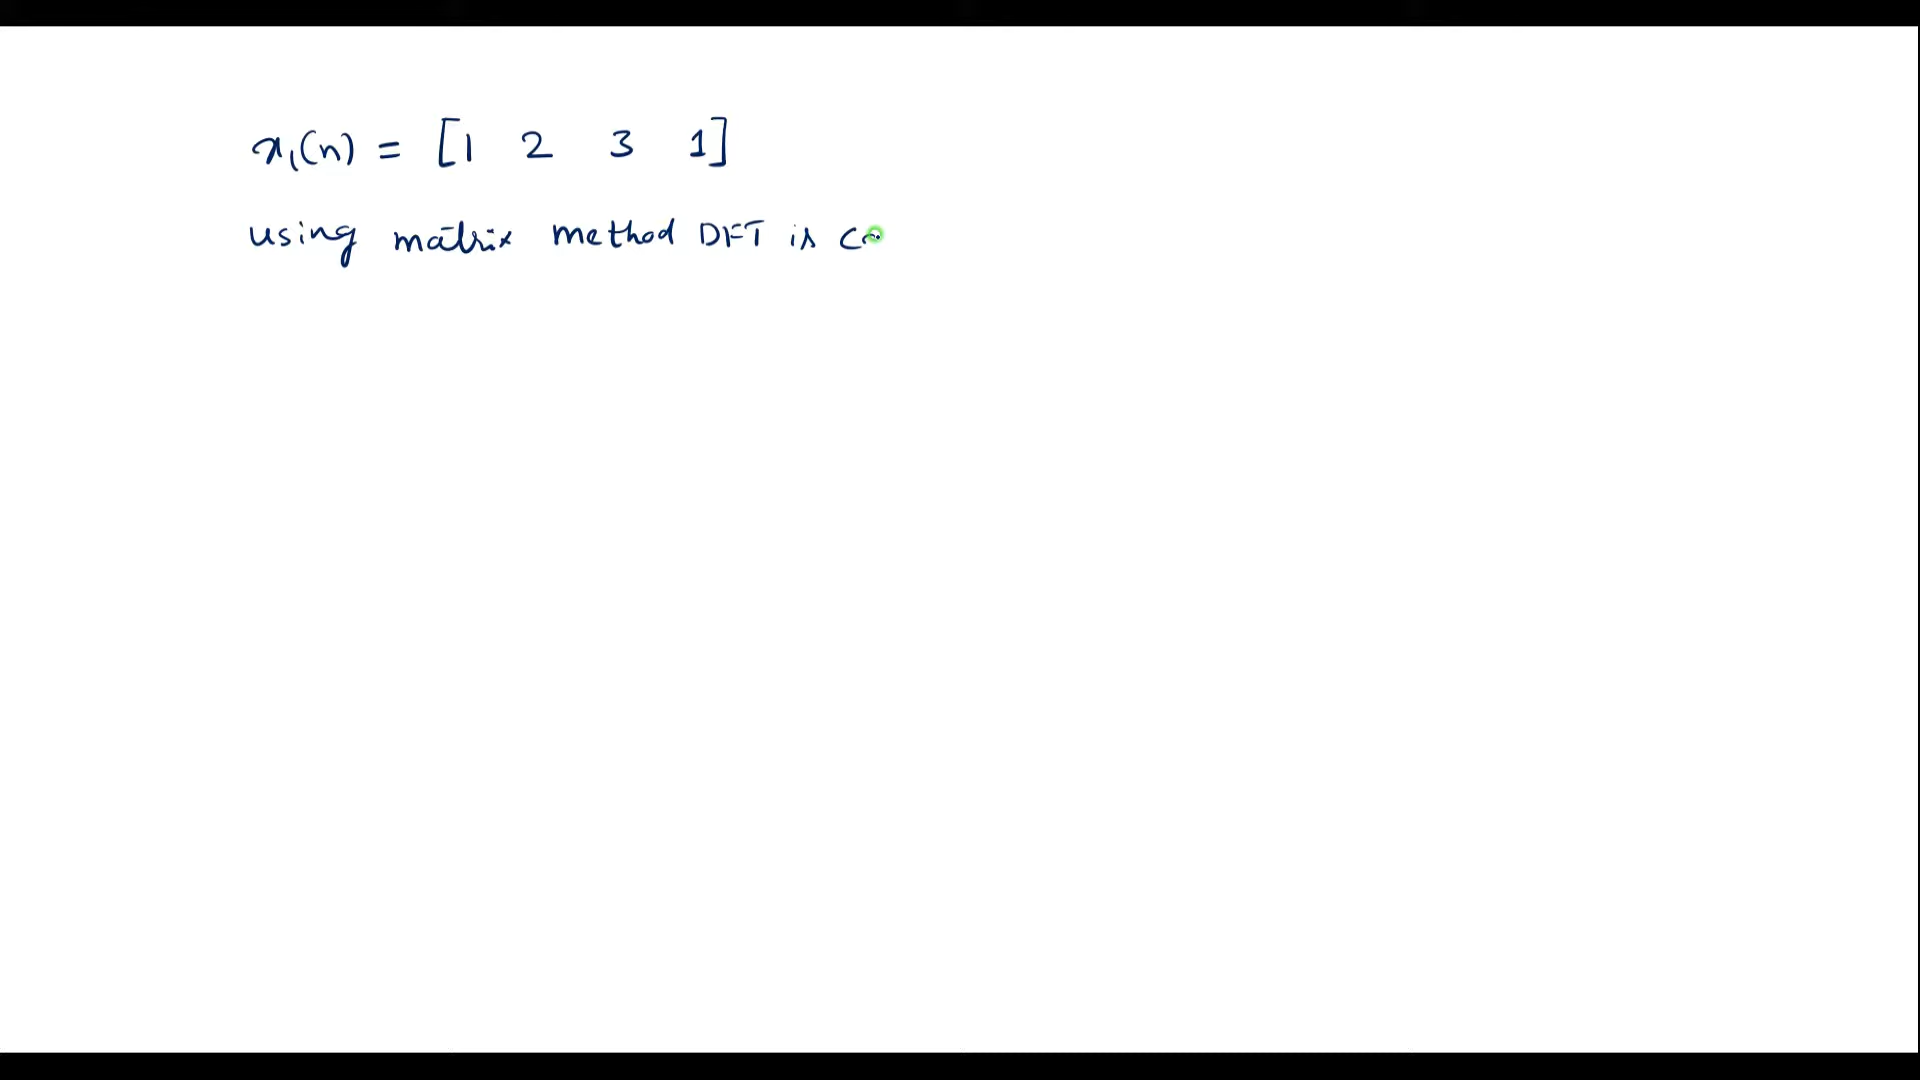 x₁(n) = [1 2 3 1]
using matrix method DFT is